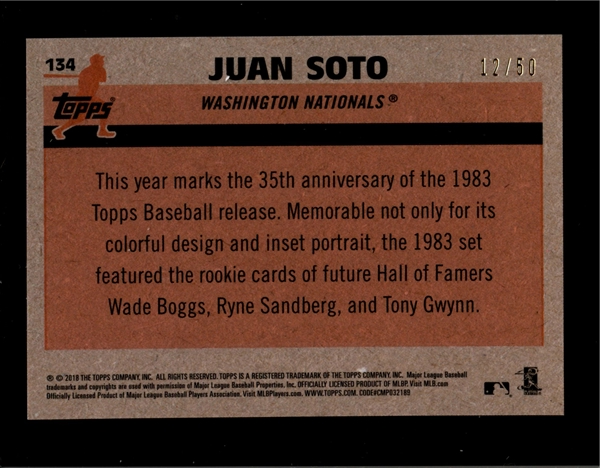 134
JUAN SOTO
12/50
Topps
WASHINGTON NATIONALS®
This year marks the 35th anniversary of the 1983
Topps Baseball release. Memorable not only for its
colorful design and inset portrait, the 1983 set
featured the rookie cards of future Hall of Famers
Wade Boggs, Ryne Sandberg, and Tony Gwynn.
® © 2018 THE TOPPS COMPANY, INC. ALL RIGHTS RESERVED. TOPPS IS A REGISTERED TRADEMARK OF THE TOPPS COMPANY, INC. Major League Baseball
trademarks and copyrights are used with permission of Major League Baseball Properties, Inc. OFFICIALLY LICENSED PRODUCT OF MLBP. Visit MLB.com
Officially Licensed Product of Major League Baseball Players Association. Visit MLBPlayers.com. WWW.TOPPS.COM. CODE#CMP032189